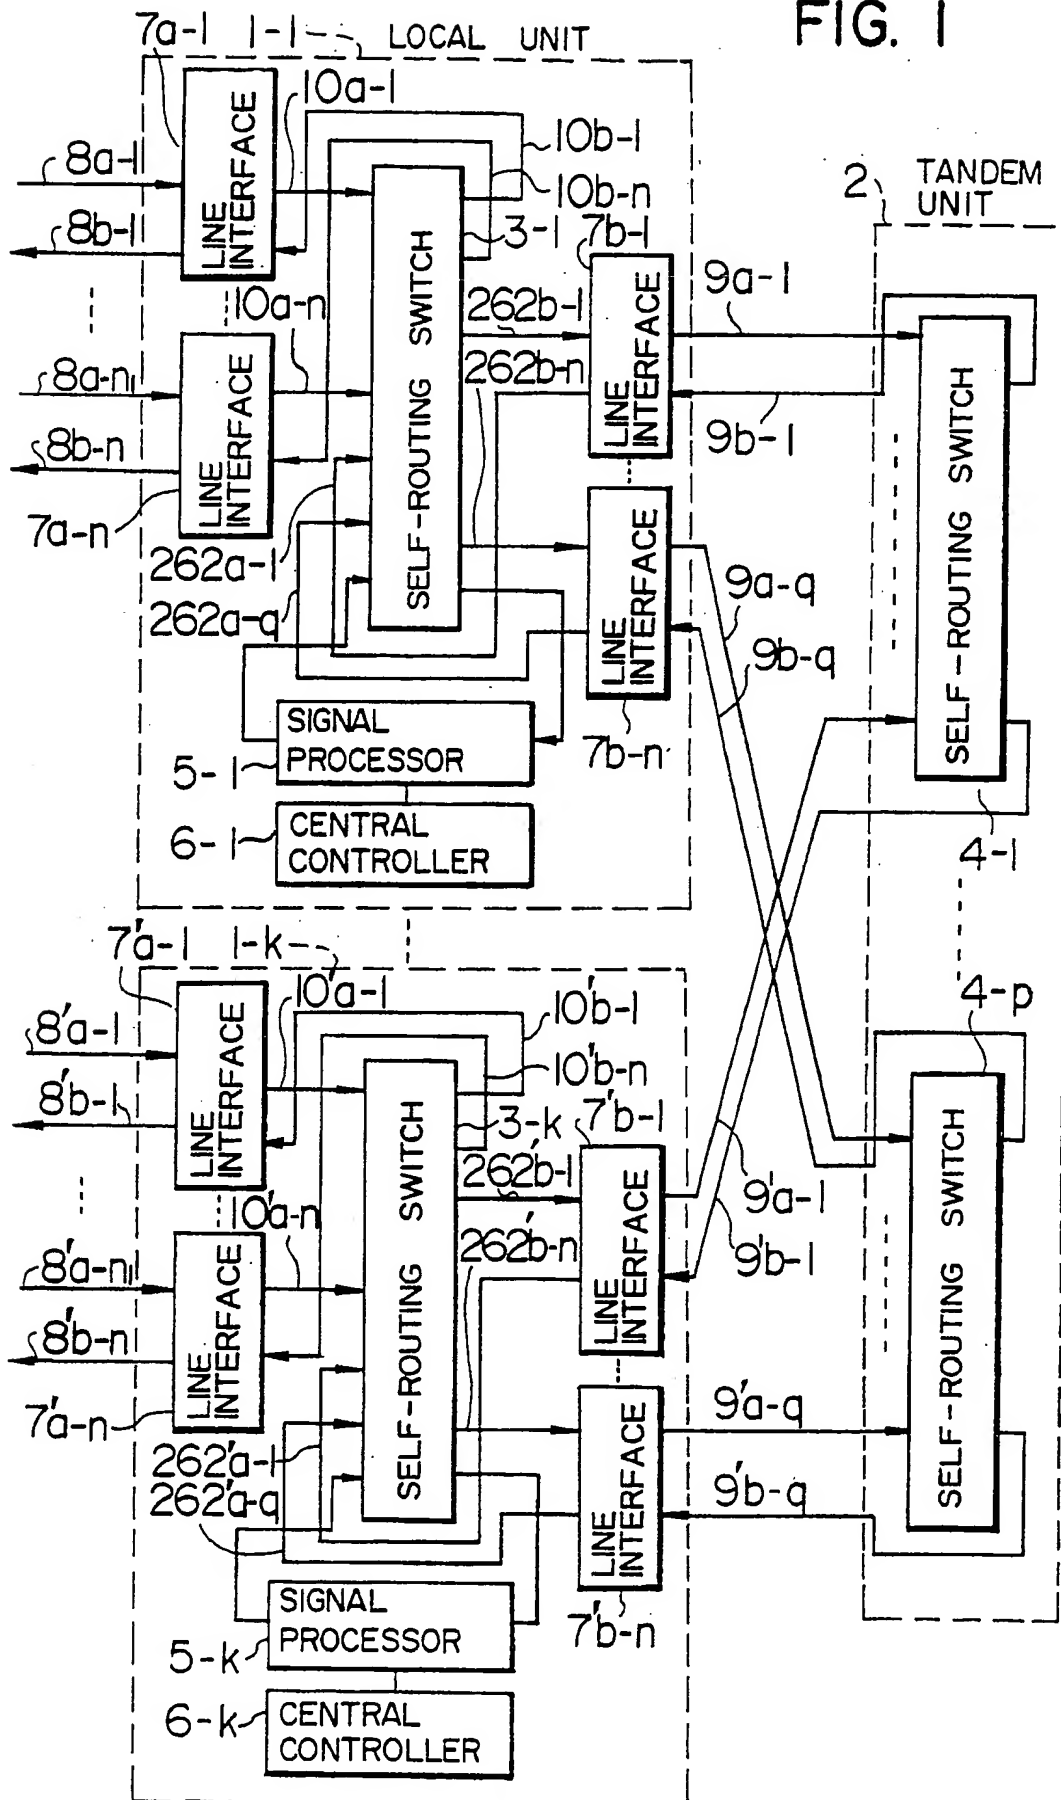 FIG. 1
7a-1
1-1
LOCAL UNIT
10a-1
10b-1
8a-1
LINE INTERFACE
10b-n
2
TANDEM
UNIT
8b-1
3-1
7b-1
10a-n
262b-1
9a-1
SELF-ROUTING SWITCH
LINE INTERFACE
262b-n
8a-n
LINE INTERFACE
9b-1
8b-n
SELF-ROUTING SWITCH
7a-n
262a-1
9a-q
262a-q
LINE INTERFACE
9b-q
SIGNAL
PROCESSOR
7b-n
5-1
6-1
CENTRAL
CONTROLLER
4-1
7'a-1
1-k
10'a-1
10'b-1
4-p
8'a-1
LINE INTERFACE
10'b-n
8'b-1
3-k
7'b-1
262'b-1
9'a-1
10'a-n
262'b-n
9'b-1
SELF-ROUTING SWITCH
LINE INTERFACE
8'a-n
LINE INTERFACE
SELF-ROUTING SWITCH
8'b-n
7'a-n
9'a-q
262'a-1
262'a-q
LINE INTERFACE
9'b-q
SIGNAL
PROCESSOR
7'b-n
5-k
6-k
CENTRAL
CONTROLLER